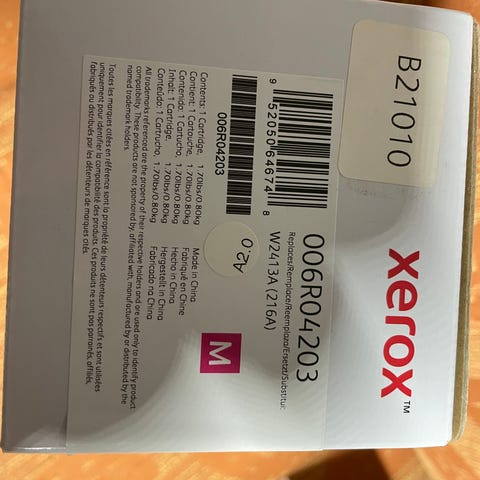 B21010
xerox™
9 52050 64674 8
006R04203
Replaces/Remplace/Reemplaza/Ersetzt/Substitui:
W2413A (216A)
006R04203
A2.0
M
Contents: 1 Cartridge, 1.70lbs/0.80kg
Contient: 1 Cartouche, 1.70lbs/0.80kg
Contenido: 1 Cartucho, 1.70lbs/0.80kg
Inhalt: 1 Cartridge, 1.70lbs/0.80kg
Conteúdo: 1 Cartucho, 1.70lbs/0.80kg
Made in China
Fabriqué en Chine
Hecho in China
Hergestellt in China
Fabricado na China
All trademarks referenced are the property of their respective holders and are used only to identify product
compatibility. These products are not sponsored by, affiliated with, manufactured by or distributed by the
named trademark holders.
Toutes les marques citées en référence sont la propriété de leurs détenteurs respectifs et sont utilisées
uniquement pour identifier la compatibilité des produits. Ces produits ne sont pas parrainés, affiliés,
fabriqués ou distribués par les détenteurs de marques cités.